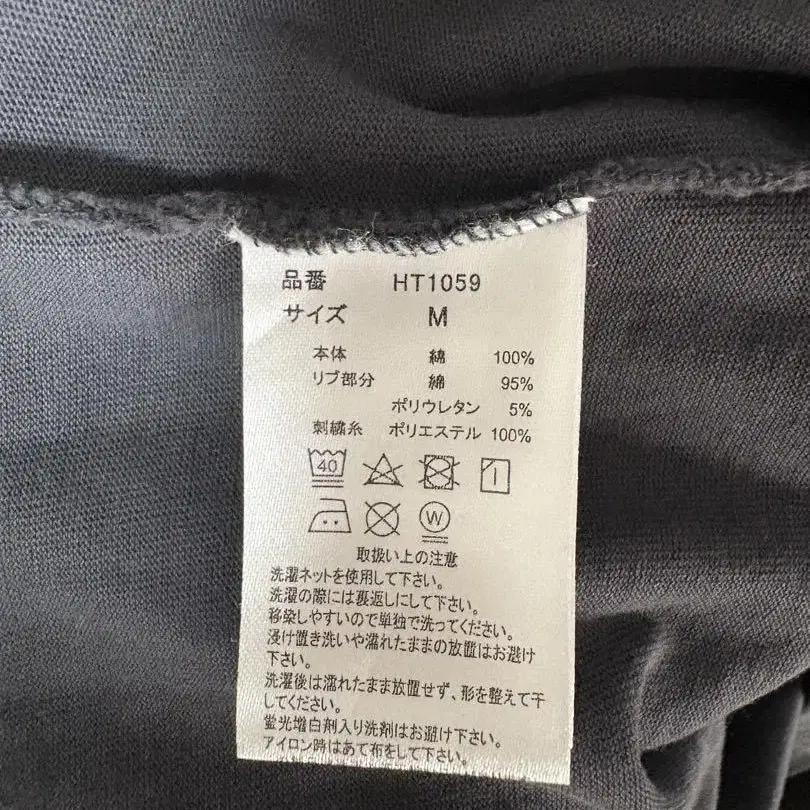 品番 HT1059
サイズ M
本体 綿 100%
リブ部分 綿 95%
ポリウレタン 5%
刺繍糸 ポリエステル 100%
40
W
取扱い上の注意
洗濯ネットを使用して下さい。
洗濯の際には裏返しにして下さい。
移染しやすいので単独で洗ってください。
浸け置き洗いや濡れたままの放置はお避け
下さい。
洗濯後は濡れたまま放置せず、形を整えて干
してください。
蛍光増白剤入り洗剤はお避け下さい。
アイロン時はあて布をして下さい。